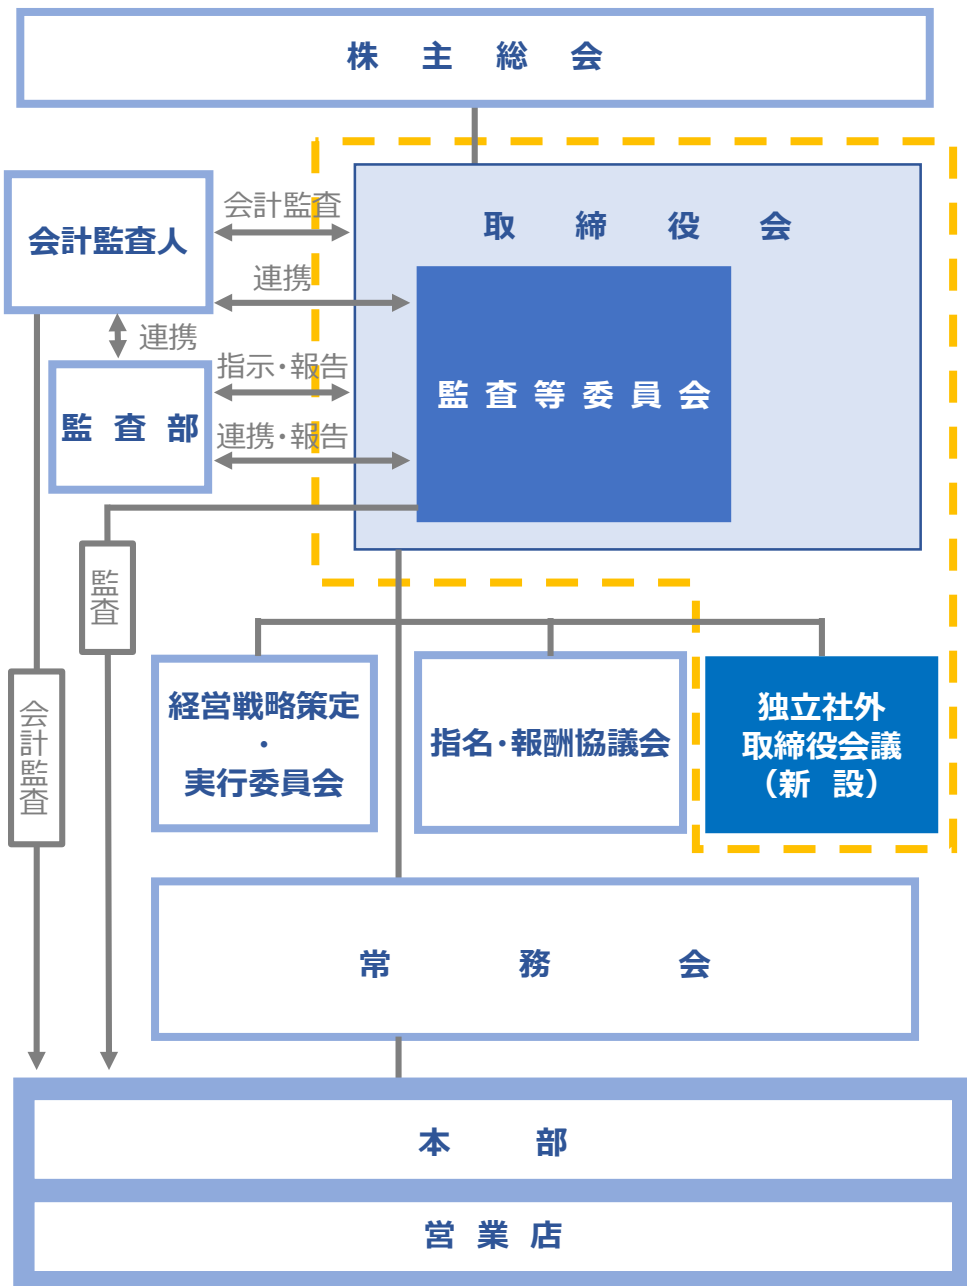 株主総会
会計監査
取締役会
会計監査人
連携
連携
指示・報告
監査等委員会
監査部
連携・報告
監査
経営戦略策定
・
実行委員会
指名・報酬協議会
独立社外
取締役会議
（新 設）
会計監査
常務会
本部
営業店